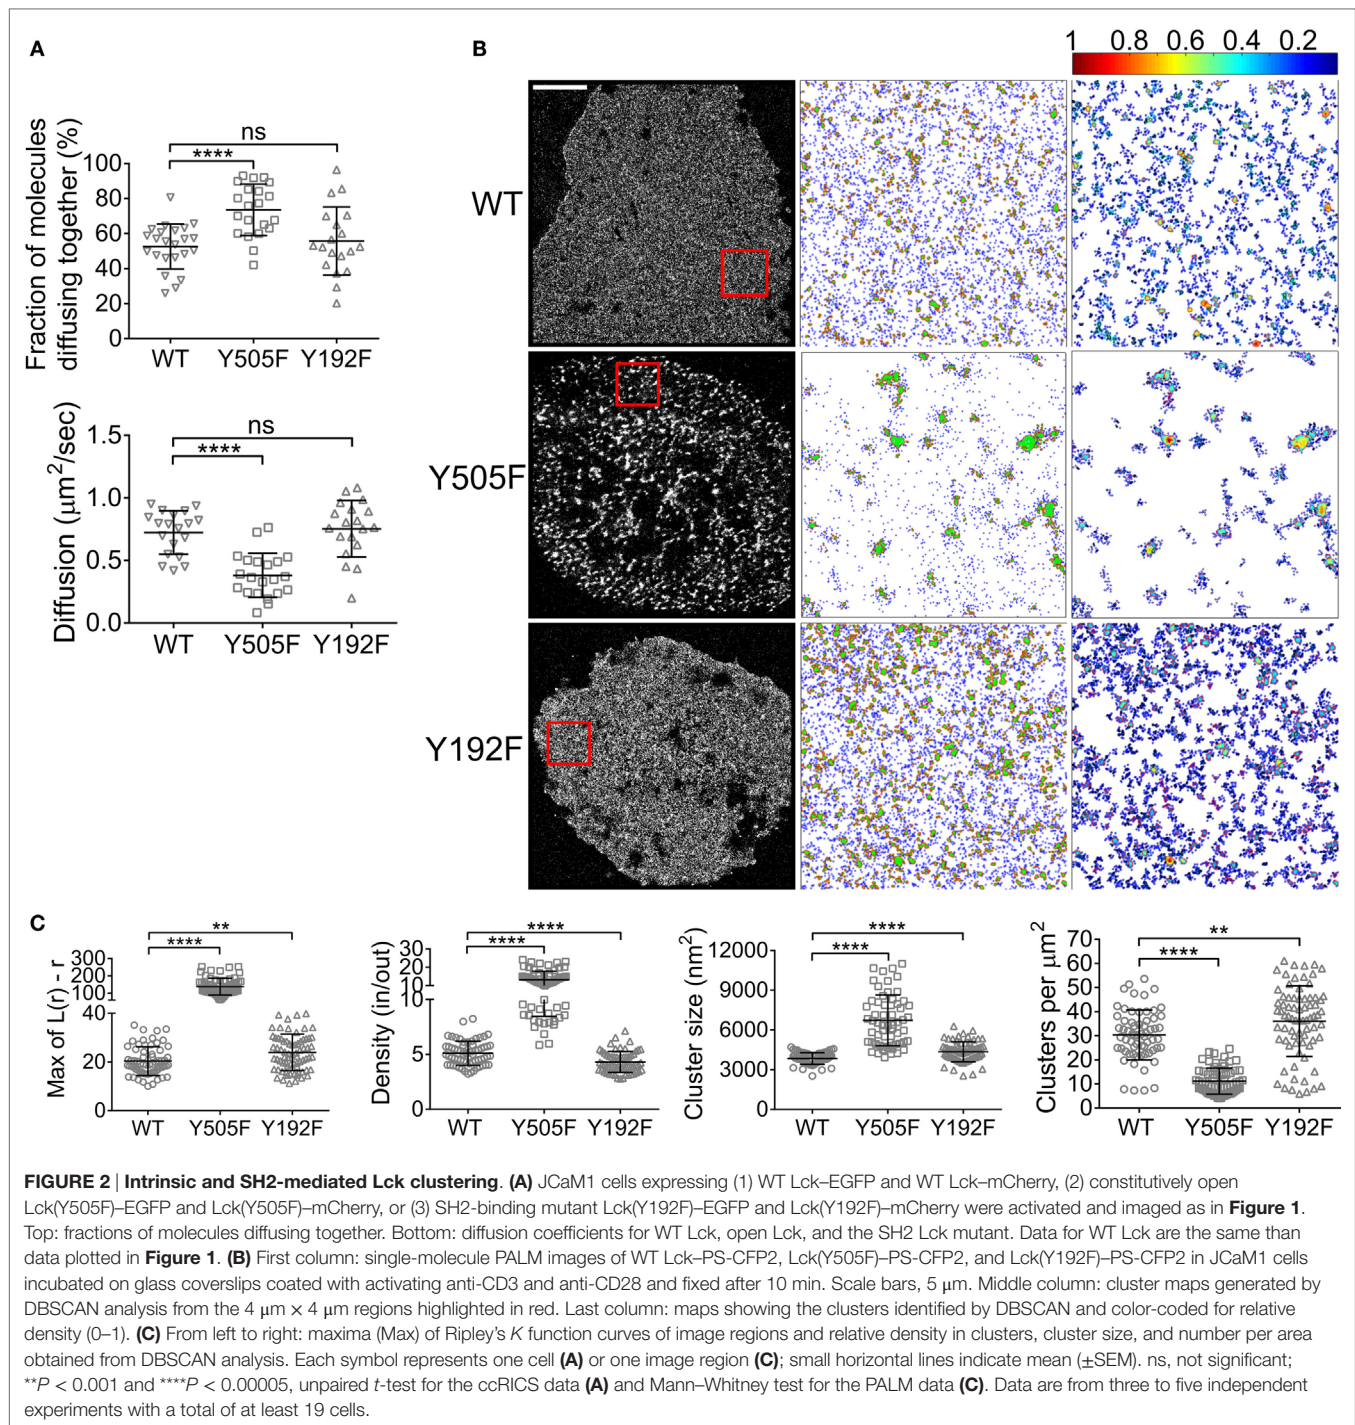 A
Fraction of molecules
diffusing together (%)
100
80
60
40
20
0
ns
****
WT Y505F Y192F
Diffusion (μm²/sec)
1.5
1.0
0.5
0.0
ns
****
WT Y505F Y192F
B
1 0.8 0.6 0.4 0.2
WT
Y505F
Y192F
C
Max of L(r) - r
300
200
100
40
20
0
**
****
WT Y505F Y192F
Density (in/out)
30
20
10
10
5
0
****
****
WT Y505F Y192F
Cluster size (nm²)
12000
9000
6000
3000
0
****
****
WT Y505F Y192F
Clusters per μm²
70
60
50
40
30
20
10
0
**
****
WT Y505F Y192F
FIGURE 2 | Intrinsic and SH2-mediated Lck clustering. (A) JCaM1 cells expressing (1) WT Lck–EGFP and WT Lck–mCherry, (2) constitutively open
Lck(Y505F)–EGFP and Lck(Y505F)–mCherry, or (3) SH2-binding mutant Lck(Y192F)–EGFP and Lck(Y192F)–mCherry were activated and imaged as in Figure 1.
Top: fractions of molecules diffusing together. Bottom: diffusion coefficients for WT Lck, open Lck, and the SH2 Lck mutant. Data for WT Lck are the same than
data plotted in Figure 1. (B) First column: single-molecule PALM images of WT Lck–PS-CFP2, Lck(Y505F)–PS-CFP2, and Lck(Y192F)–PS-CFP2 in JCaM1 cells
incubated on glass coverslips coated with activating anti-CD3 and anti-CD28 and fixed after 10 min. Scale bars, 5 μm. Middle column: cluster maps generated by
DBSCAN analysis from the 4 μm × 4 μm regions highlighted in red. Last column: maps showing the clusters identified by DBSCAN and color-coded for relative
density (0–1). (C) From left to right: maxima (Max) of Ripley's K function curves of image regions and relative density in clusters, cluster size, and number per area
obtained from DBSCAN analysis. Each symbol represents one cell (A) or one image region (C); small horizontal lines indicate mean (±SEM). ns, not significant;
**P < 0.001 and ****P < 0.00005, unpaired t-test for the ccRICS data (A) and Mann–Whitney test for the PALM data (C). Data are from three to five independent
experiments with a total of at least 19 cells.